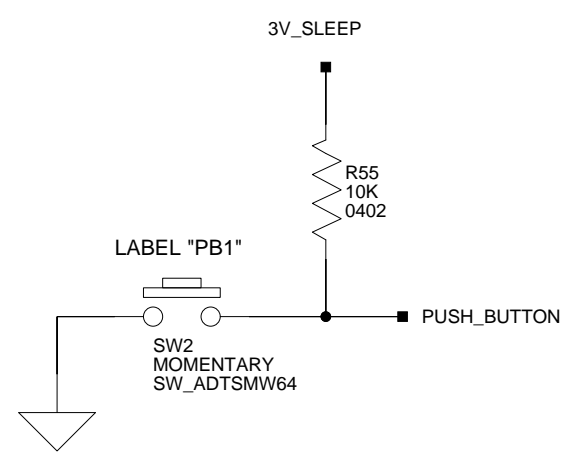 3V_SLEEP
R55
10K
0402
LABEL "PB1"
PUSH_BUTTON
SW2
MOMENTARY
SW_ADTSMW64